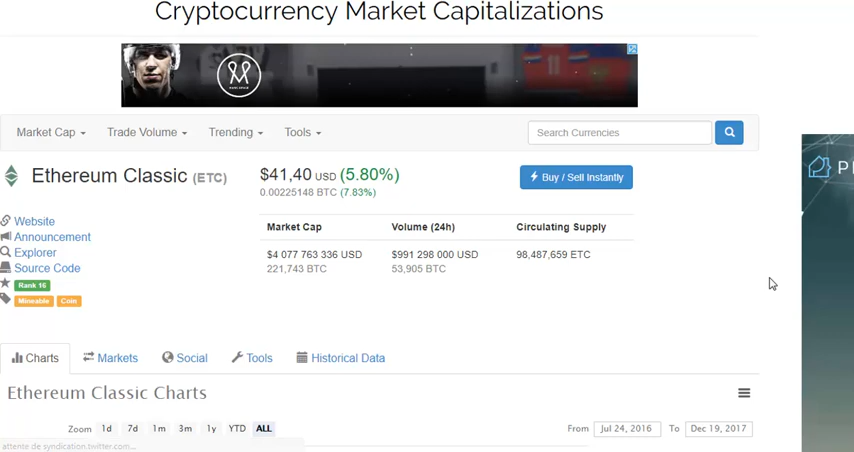 Cryptocurrency Market Capitalizations
Market Cap Trade Volume Trending Tools Search Currencies
Ethereum Classic (ETC) $41,40 USD (5.80%) Buy / Sell Instantly
0.00225148 BTC (7.83%)
Website
Announcement
Explorer
Source Code
Rank 16
Mineable Coin
Market Cap Volume (24h) Circulating Supply
$4 077 763 336 USD $991 298 000 USD 98,487,659 ETC
221,743 BTC 53,905 BTC
Charts Markets Social Tools Historical Data
Ethereum Classic Charts
Zoom 1d 7d 1m 3m 1y YTD ALL From Jul 24, 2016 To Dec 19, 2017
attente de syndication.twitter.com...